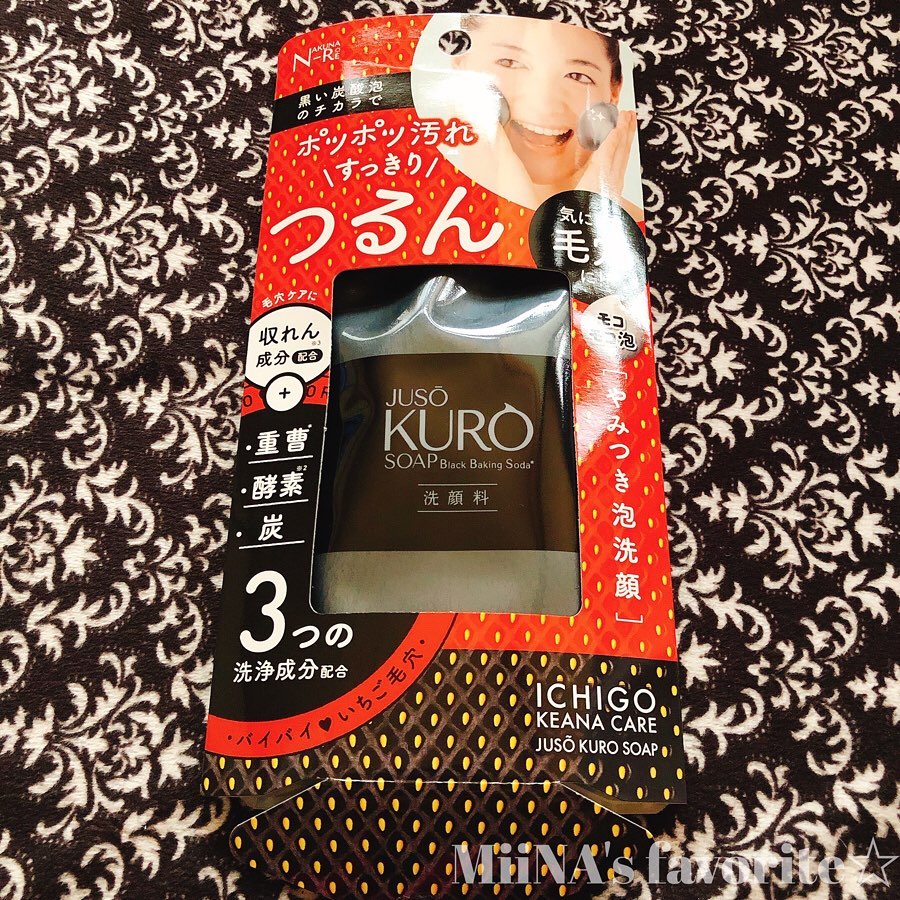 NAKUNA-RE
黒い炭酸泡
のチカラで
ポツポツ汚れ
\すっきり/
つるん
気に
毛穴
モコ
泡
毛穴ケアに
収れん※3
成分 配合
+
・重曹*
・酵素※2
・炭
3つの
洗浄成分配合
・バイバイ♥いちご毛穴・
「やみつき泡洗顔」
JUSŌ
KURO
SOAP Black Baking Soda*
洗顔料
ICHIGO
KEANA CARE
JUSŌ KURO SOAP
MiiNA's favorite☆